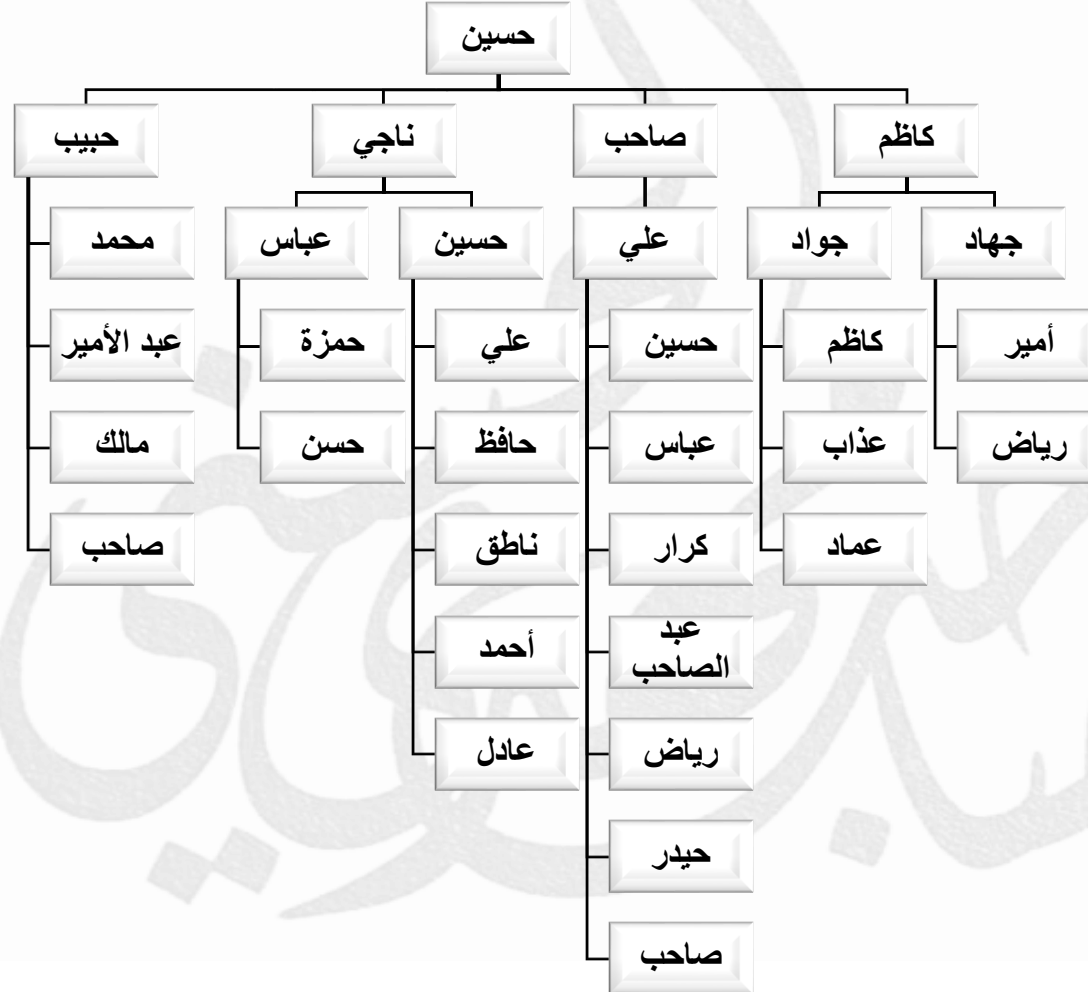 حسين
كاظم
صاحب
ناجي
حبيب
جهاد
جواد
علي
حسين
عباس
محمد
أمير
كاظم
حسين
علي
حمزة
عبد الأمير
رياض
عذاب
عباس
حافظ
حسن
مالك
عماد
كرار
ناطق
صاحب
عبد
الصاحب
أحمد
رياض
عادل
حيدر
صاحب